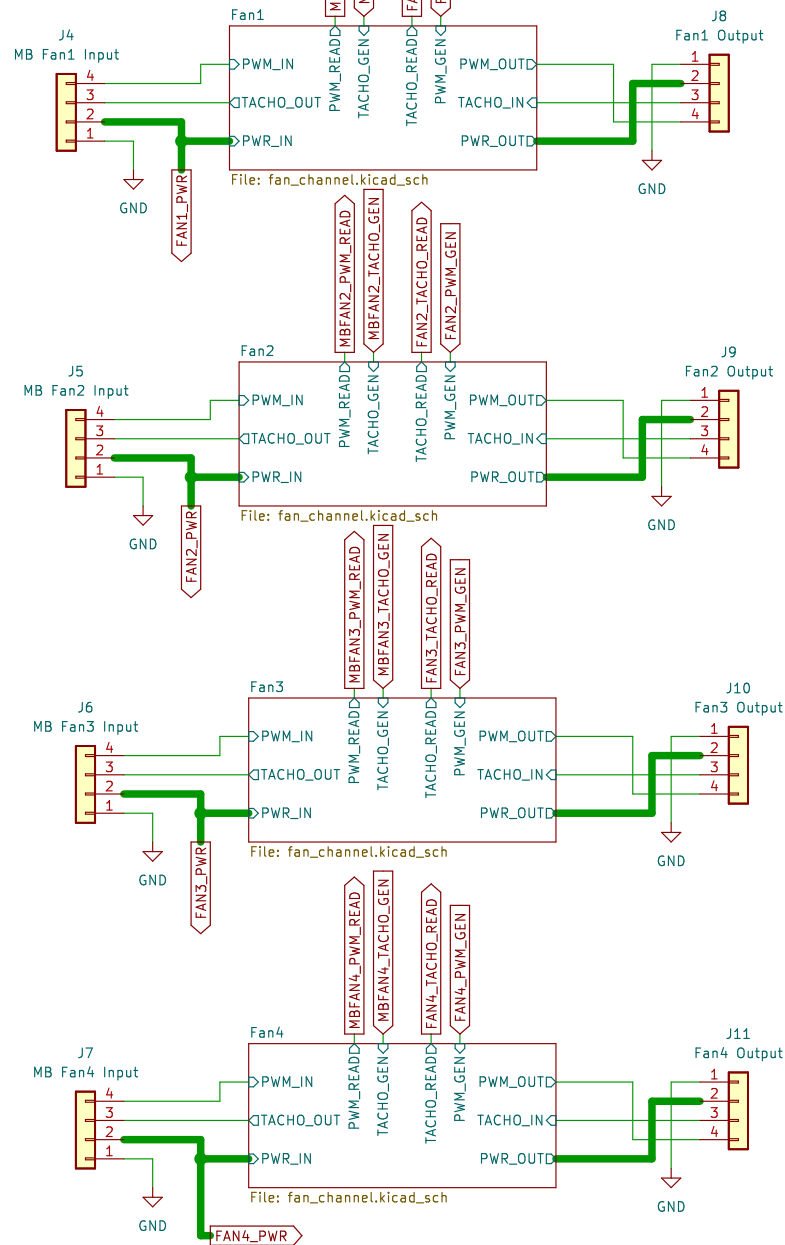 Fan1
J4
MB Fan1 Input
4
3
2
1
PWM_IN
TACHO_OUT
PWR_IN
PWM_READ
TACHO_GEN
TACHO_READ
PWM_GEN
PWM_OUT
TACHO_IN
PWR_OUT
J8
Fan1 Output
1
2
3
4
GND
GND
FAN1_PWR
File: fan_channel.kicad_sch
MBFAN2_PWM_READ
MBFAN2_TACHO_GEN
FAN2_TACHO_READ
FAN2_PWM_GEN
Fan2
J5
MB Fan2 Input
4
3
2
1
PWM_IN
TACHO_OUT
PWR_IN
PWM_READ
TACHO_GEN
TACHO_READ
PWM_GEN
PWM_OUT
TACHO_IN
PWR_OUT
J9
Fan2 Output
1
2
3
4
GND
GND
FAN2_PWR
File: fan_channel.kicad_sch
MBFAN3_PWM_READ
MBFAN3_TACHO_GEN
FAN3_TACHO_READ
FAN3_PWM_GEN
Fan3
J6
MB Fan3 Input
4
3
2
1
PWM_IN
TACHO_OUT
PWR_IN
PWM_READ
TACHO_GEN
TACHO_READ
PWM_GEN
PWM_OUT
TACHO_IN
PWR_OUT
J10
Fan3 Output
1
2
3
4
GND
GND
FAN3_PWR
File: fan_channel.kicad_sch
MBFAN4_PWM_READ
MBFAN4_TACHO_GEN
FAN4_TACHO_READ
FAN4_PWM_GEN
Fan4
J7
MB Fan4 Input
4
3
2
1
PWM_IN
TACHO_OUT
PWR_IN
PWM_READ
TACHO_GEN
TACHO_READ
PWM_GEN
PWM_OUT
TACHO_IN
PWR_OUT
J11
Fan4 Output
1
2
3
4
GND
GND
File: fan_channel.kicad_sch
FAN4_PWR